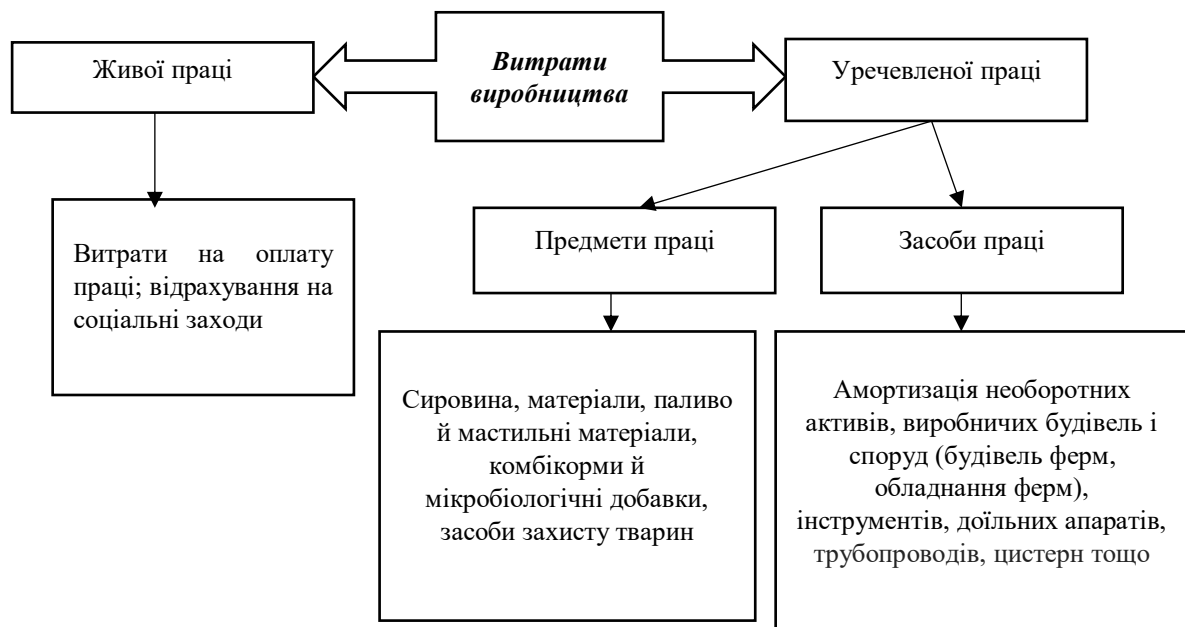 Живої праці
Витрати
виробництва
Уречевленої праці
Витрати на оплату
праці; відрахування на
соціальні заходи
Предмети праці
Засоби праці
Сировина, матеріали, паливо
й мастильні матеріали,
комбікорми й
мікробіологічні добавки,
засоби захисту тварин
Амортизація необоротних
активів, виробничих будівель і
споруд (будівель ферм,
обладнання ферм),
інструментів, доїльних апаратів,
трубопроводів, цистерн тощо